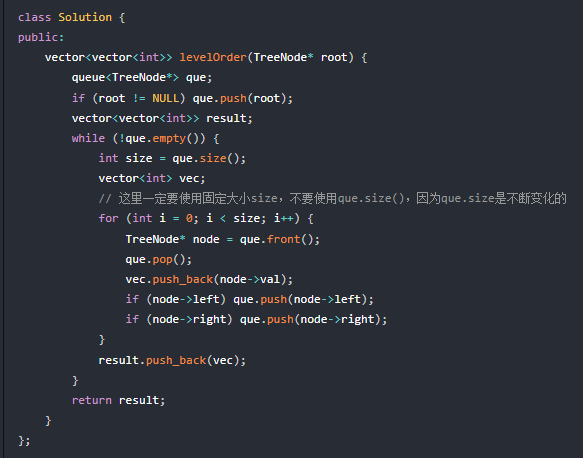 class Solution {
public:
    vector<vector<int>> levelOrder(TreeNode* root) {
        queue<TreeNode*> que;
        if (root != NULL) que.push(root);
        vector<vector<int>> result;
        while (!que.empty()) {
            int size = que.size();
            vector<int> vec;
            // 这里一定要使用固定大小size，不要使用que.size()，因为que.size是不断变化的
            for (int i = 0; i < size; i++) {
                TreeNode* node = que.front();
                que.pop();
                vec.push_back(node->val);
                if (node->left) que.push(node->left);
                if (node->right) que.push(node->right);
            }
            result.push_back(vec);
        }
        return result;
    }
};